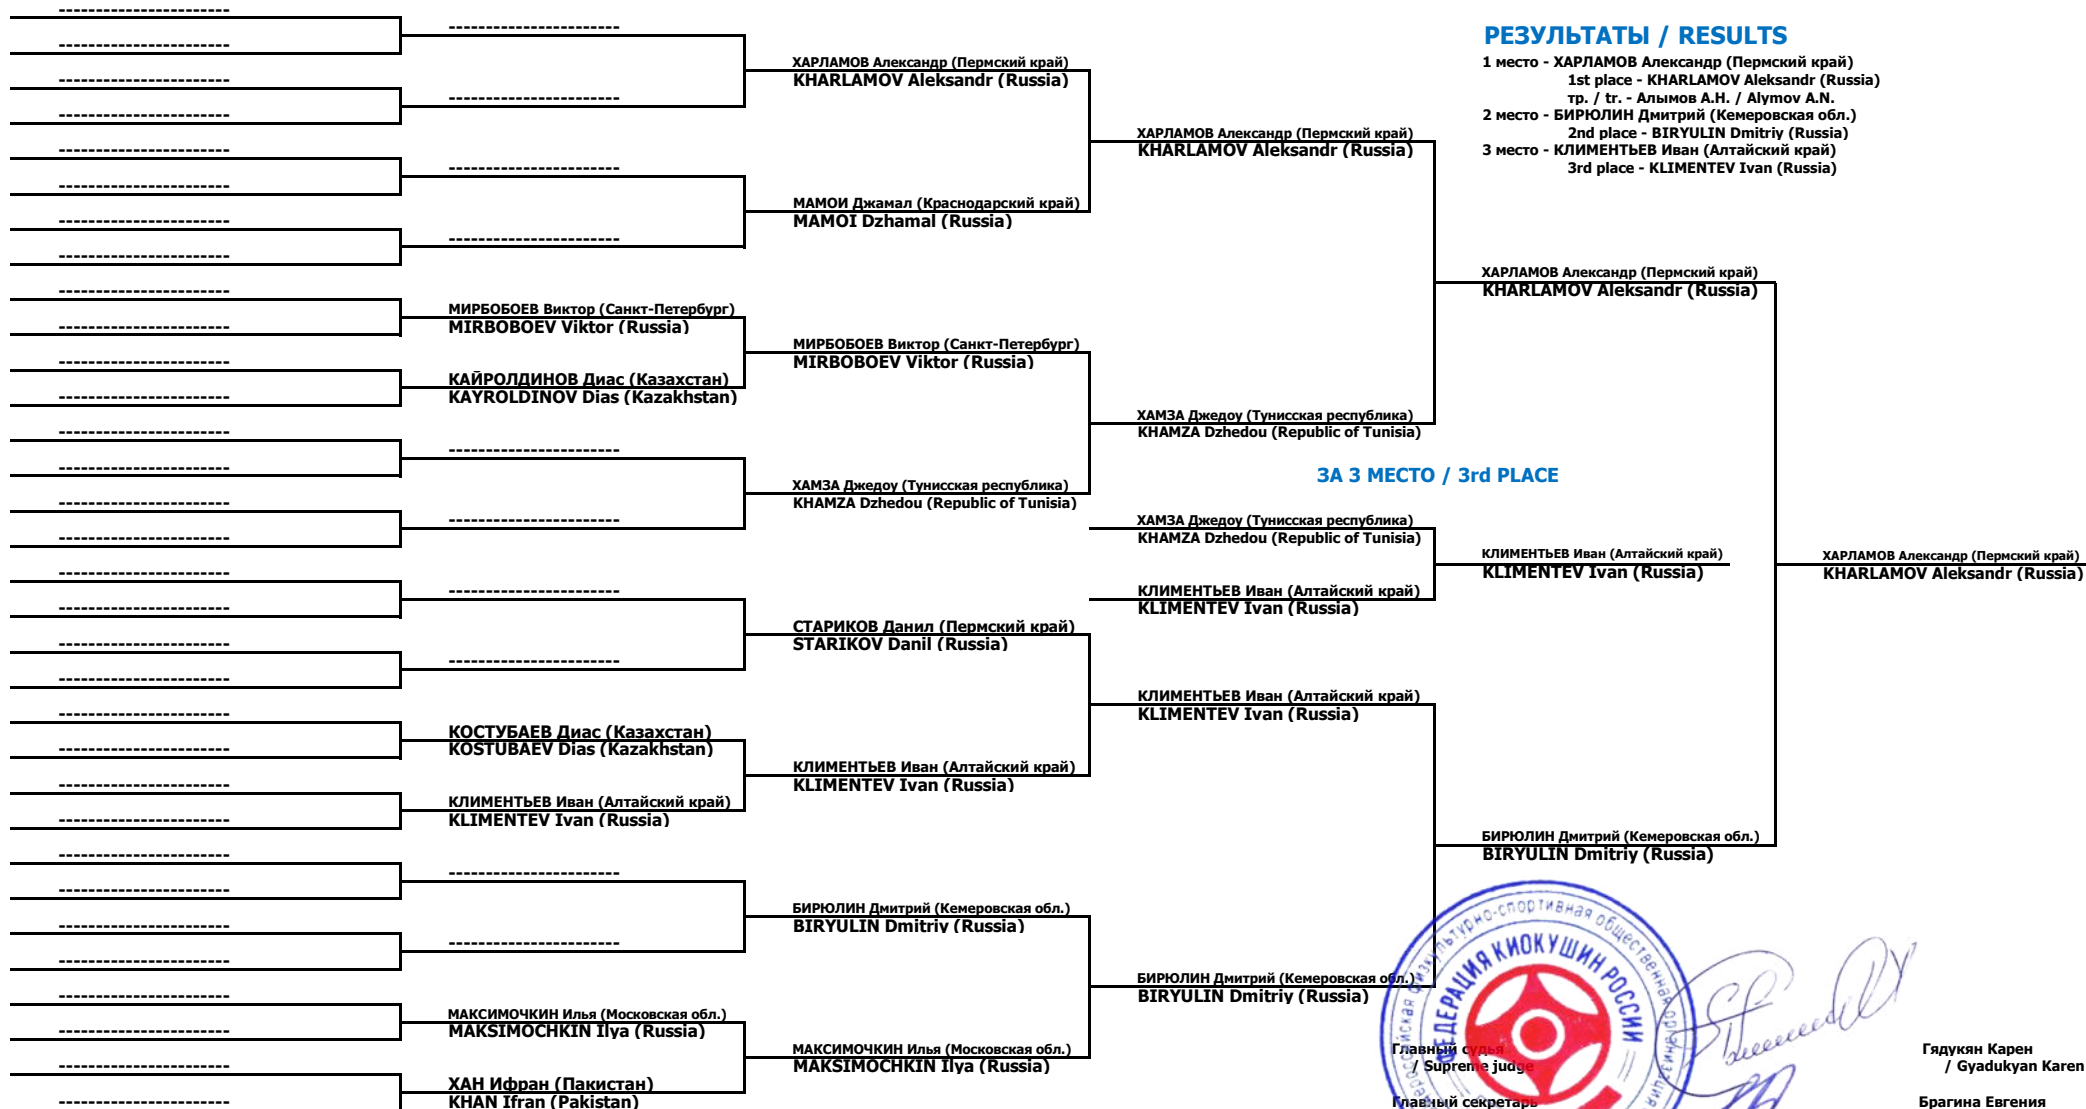 РЕЗУЛЬТАТЫ / RESULTS
1 место - ХАРЛАМОВ Александр (Пермский край)
1st place - KHARLAMOV Aleksandr (Russia)
тр. / tr. - Алымов А.Н. / Alymov A.N.
2 место - БИРЮЛИН Дмитрий (Кемеровская обл.)
2nd place - BIRYULIN Dmitriy (Russia)
3 место - КЛИМЕНТЬЕВ Иван (Алтайский край)
3rd place - KLIMENTEV Ivan (Russia)
МИРБОБОЕВ Виктор (Санкт-Петербург)
MIRBOBOEV Viktor (Russia)
КАЙРОЛДИНОВ Диас (Казахстан)
KAYROLDINOV Dias (Kazakhstan)
КОСТУБАЕВ Диас (Казахстан)
KOSTUBAEV Dias (Kazakhstan)
КЛИМЕНТЬЕВ Иван (Алтайский край)
KLIMENTEV Ivan (Russia)
МАКСИМОЧКИН Илья (Московская обл.)
MAKSIMOCHKIN Ilya (Russia)
ХАН Ифран (Пакистан)
KHAN Ifran (Pakistan)
ХАРЛАМОВ Александр (Пермский край)
KHARLAMOV Aleksandr (Russia)
МАМОИ Джамал (Краснодарский край)
MAMOI Dzhamal (Russia)
МИРБОБОЕВ Виктор (Санкт-Петербург)
MIRBOBOEV Viktor (Russia)
ХАМЗА Джедоу (Тунисская республика)
KHAMZA Dzhedou (Republic of Tunisia)
СТАРИКОВ Данил (Пермский край)
STARIKOV Danil (Russia)
КЛИМЕНТЬЕВ Иван (Алтайский край)
KLIMENTEV Ivan (Russia)
БИРЮЛИН Дмитрий (Кемеровская обл.)
BIRYULIN Dmitriy (Russia)
МАКСИМОЧКИН Илья (Московская обл.)
MAKSIMOCHKIN Ilya (Russia)
ХАРЛАМОВ Александр (Пермский край)
KHARLAMOV Aleksandr (Russia)
ХАМЗА Джедоу (Тунисская республика)
KHAMZA Dzhedou (Republic of Tunisia)
ЗА 3 МЕСТО / 3rd PLACE
ХАМЗА Джедоу (Тунисская республика)
KHAMZA Dzhedou (Republic of Tunisia)
КЛИМЕНТЬЕВ Иван (Алтайский край)
KLIMENTEV Ivan (Russia)
КЛИМЕНТЬЕВ Иван (Алтайский край)
KLIMENTEV Ivan (Russia)
КЛИМЕНТЬЕВ Иван (Алтайский край)
KLIMENTEV Ivan (Russia)
БИРЮЛИН Дмитрий (Кемеровская обл.)
BIRYULIN Dmitriy (Russia)
ХАРЛАМОВ Александр (Пермский край)
KHARLAMOV Aleksandr (Russia)
БИРЮЛИН Дмитрий (Кемеровская обл.)
BIRYULIN Dmitriy (Russia)
ХАРЛАМОВ Александр (Пермский край)
KHARLAMOV Aleksandr (Russia)
физкультурно-спортивная общественная организация
ФЕДЕРАЦИЯ КИОКУШИН РОССИИ
Главный судья
/ Supreme judge
Гядукян Карен
/ Gyadukyan Karen
Главный секретарь
Брагина Евгения